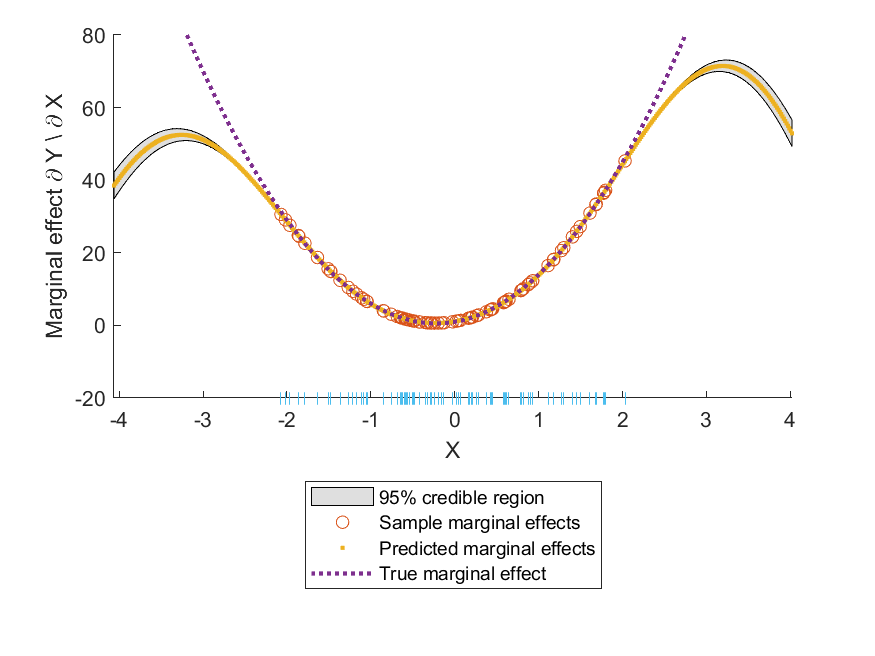 80
60
40
20
0
-20
Marginal effect ∂ Y \ ∂ X
-4 -3 -2 -1 0 1 2 3 4
X
95% credible region
Sample marginal effects
Predicted marginal effects
True marginal effect